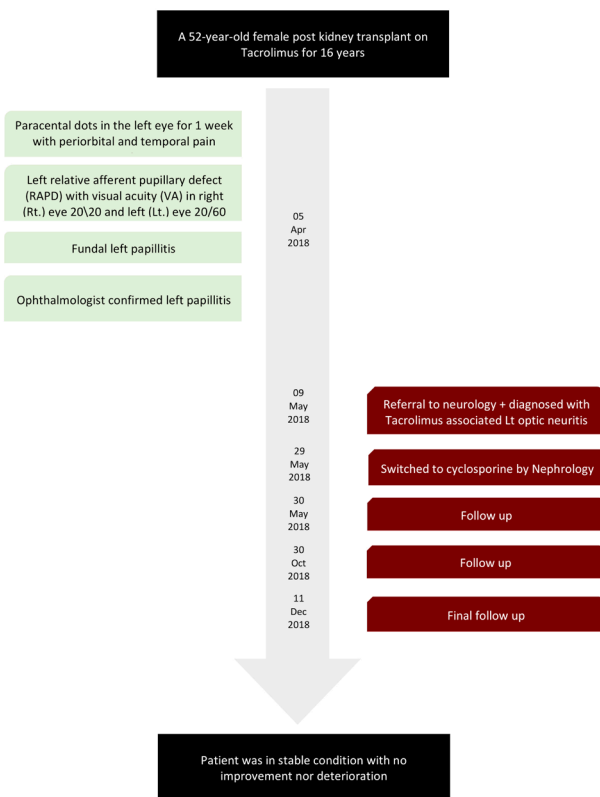 A 52-year-old female post kidney transplant on
Tacrolimus for 16 years
Paracental dots in the left eye for 1 week
with periorbital and temporal pain
Left relative afferent pupillary defect
(RAPD) with visual acuity (VA) in right
(Rt.) eye 20\20 and left (Lt.) eye 20/60
Fundal left papillitis
Ophthalmologist confirmed left papillitis
05
Apr
2018
09
May
2018
Referral to neurology + diagnosed with
Tacrolimus associated Lt optic neuritis
29
May
2018
Switched to cyclosporine by Nephrology
30
May
2018
Follow up
30
Oct
2018
Follow up
11
Dec
2018
Final follow up
Patient was in stable condition with no
improvement nor deterioration